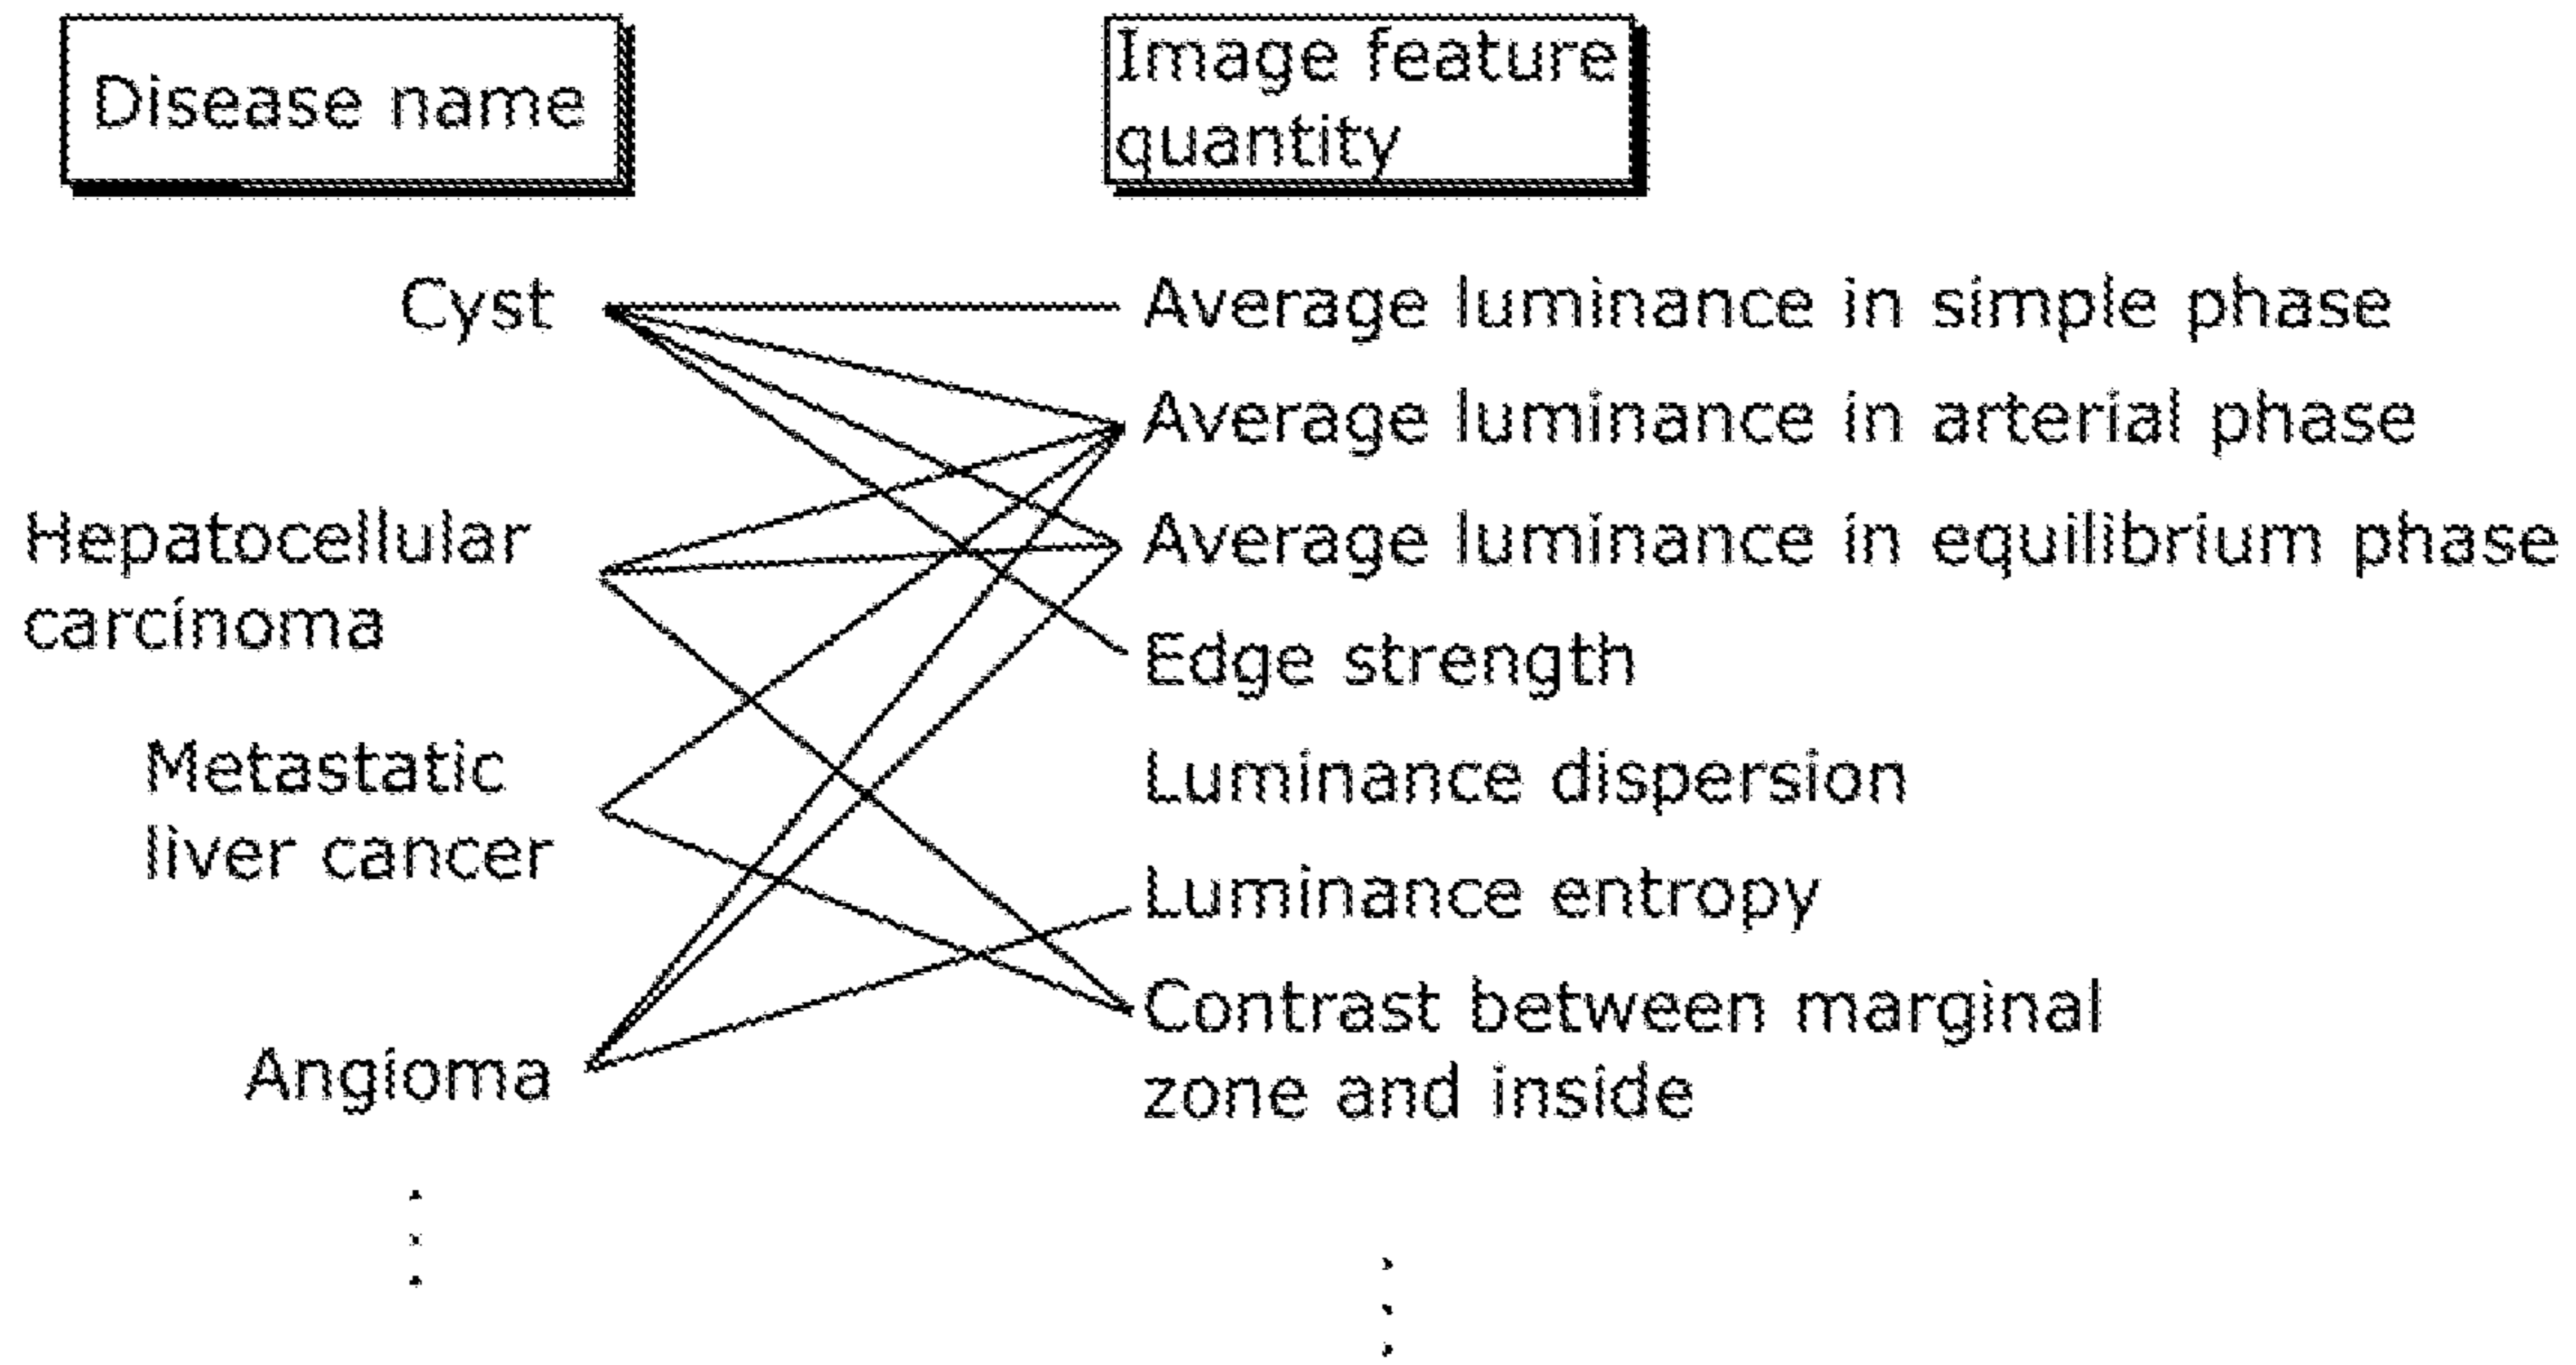 Disease name
Image feature
quantity
Cyst
Average luminance in simple phase
Average luminance in arterial phase
Hepatocellular
carcinoma
Average luminance in equilibrium phase
Edge strength
Metastatic
liver cancer
Luminance dispersion
Luminance entropy
Angioma
Contrast between marginal
zone and inside